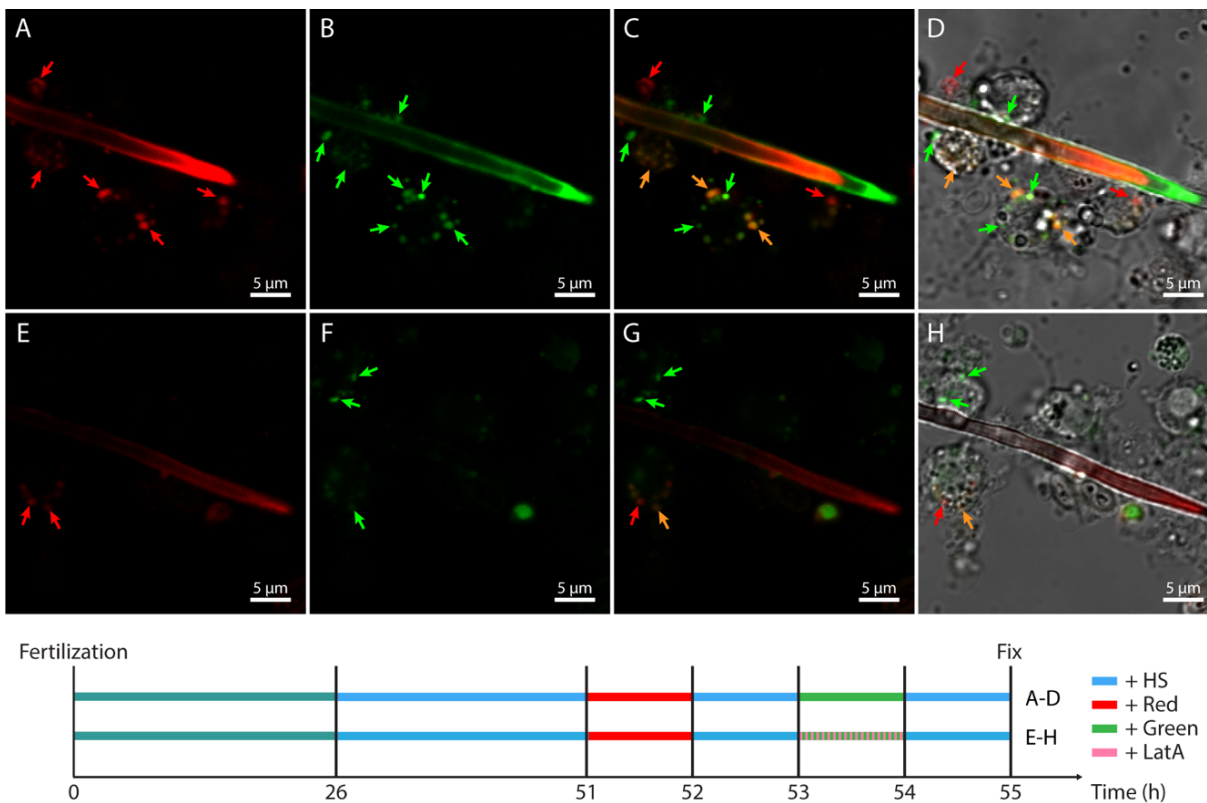 A B C D
5 µm 5 µm 5 µm 5 µm
E F G H
5 µm 5 µm 5 µm 5 µm
Fertilization Fix
A-D
E-H
+ HS
+ Red
+ Green
+ LatA
0 26 51 52 53 54 55 Time (h)